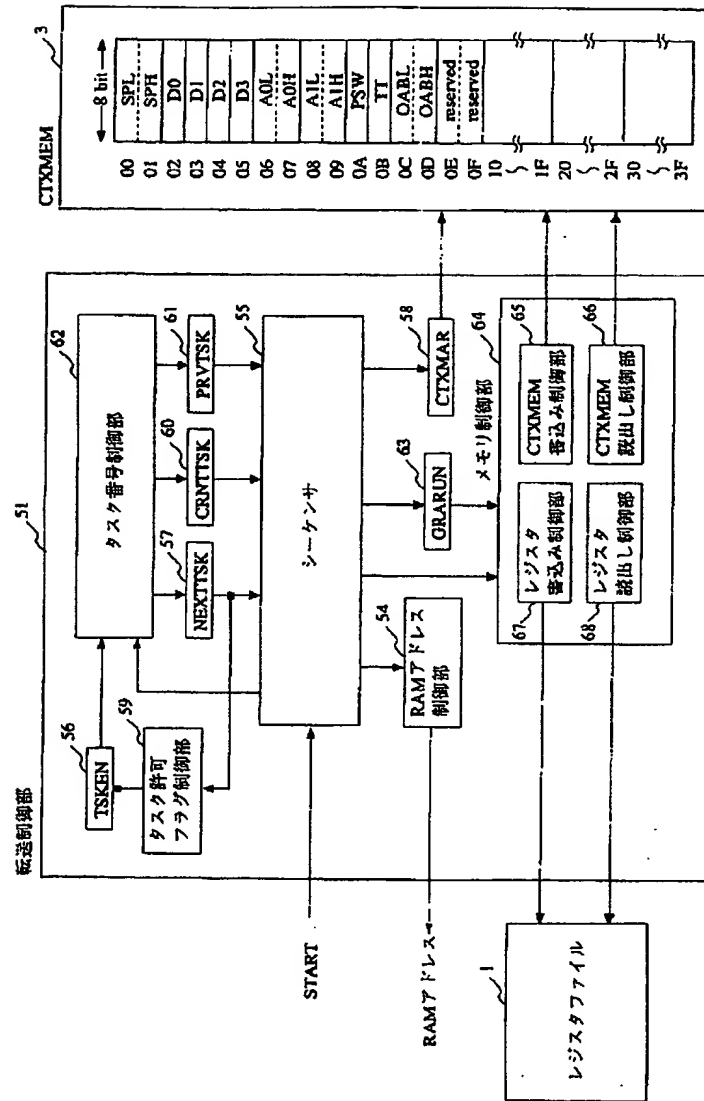 転送制御部
51
タスク番号制御部
62
TSKEN
56
タスク許可
フラグ制御部
59
NEXTTSK
57
CRNTTSK
60
PRVTSK
61
START
シーケンサ
55
RAMアドレス
RAMアドレス
制御部
54
GRARUN
63
CTXMAR
58
メモリ制御部
64
レジスタ
書込み制御部
67
CTXMEM
書込み制御部
65
レジスタ
読出し制御部
68
CTXMEM
読出し制御部
66
レジスタファイル
1
CTXMEM
3
8 bit
00 SPL
01 SPH
02 D0
03 D1
04 D2
05 D3
06 A0L
07 A0H
08 A1L
09 A1H
0A PSW
0B TT
0C OABL
0D OABH
0E reserved
0F reserved
10
1F
20
2F
30
3F